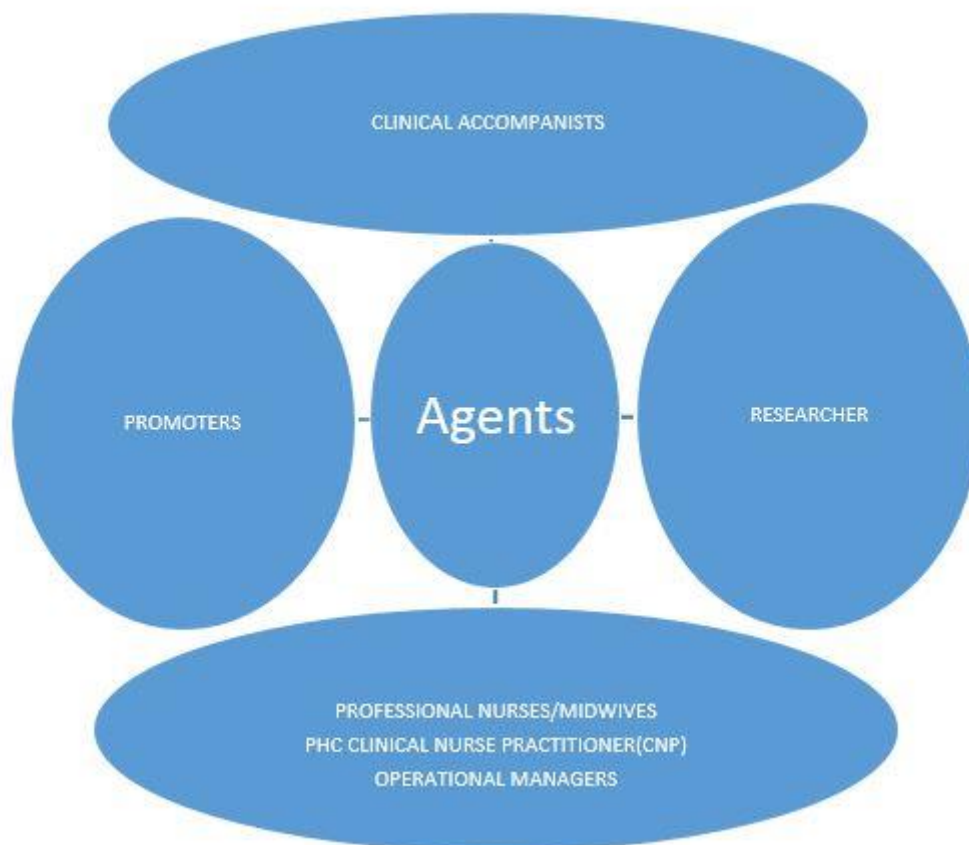 CLINICAL ACCOMPANISTS
PROMOTERS
Agents
RESEARCHER
PROFESSIONAL NURSES/MIDWIVES
PHC CLINICAL NURSE PRACTITIONER(CNP)
OPERATIONAL MANAGERS